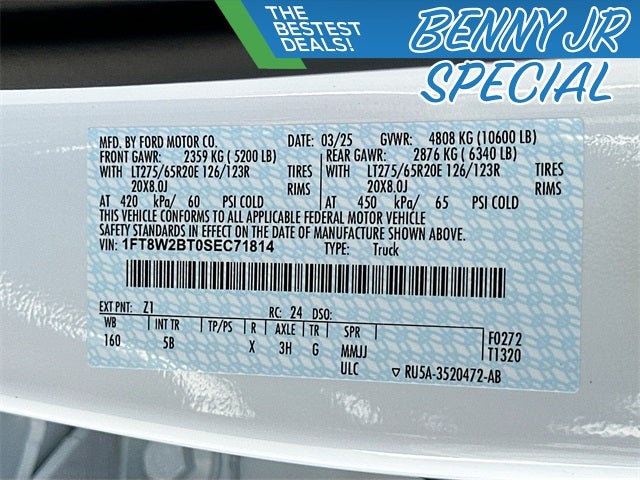 THE
BESTEST
DEALS!
BENNY JR
SPECIAL
MFD. BY FORD MOTOR CO. DATE: 03/25 GVWR: 4808 KG (10600 LB)
FRONT GAWR: 2359 KG ( 5200 LB) REAR GAWR: 2876 KG ( 6340 LB)
WITH LT275/65R20E 126/123R TIRES WITH LT275/65R20E 126/123R TIRES
20X8.0J RIMS 20X8.0J RIMS
AT 420 kPa/ 60 PSI COLD AT 450 kPa/ 65 PSI COLD
THIS VEHICLE CONFORMS TO ALL APPLICABLE FEDERAL MOTOR VEHICLE
SAFETY STANDARDS IN EFFECT ON THE DATE OF MANUFACTURE SHOWN ABOVE.
VIN: 1FT8W2BT0SEC71814 TYPE: Truck
EXT PNT: Z1 RC: 24 DSO:
WB INT TR TP/PS R AXLE TR SPR F0272
160 5B X 3H G MMJJ T1320
ULC ▽ RU5A-3520472-AB